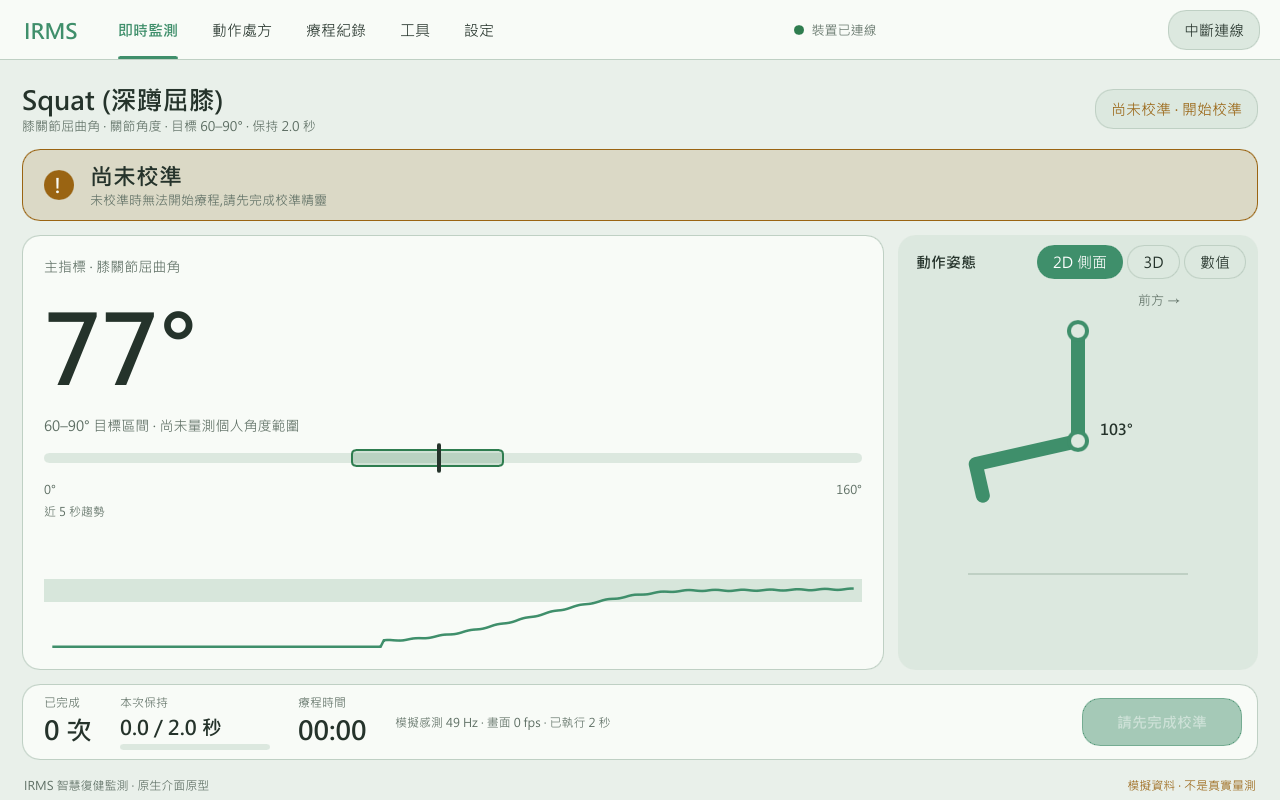 IRMS
即時監測
動作處方
療程紀錄
工具
設定
裝置已連線
中斷連線
Squat (深蹲屈膝)
膝關節屈曲角 · 關節角度 · 目標 60–90° · 保持 2.0 秒
尚未校準 · 開始校準
!
尚未校準
未校準時無法開始療程,請先完成校準精靈
主指標 · 膝關節屈曲角
77°
60–90° 目標區間 · 尚未量測個人角度範圍
0°
160°
近 5 秒趨勢
動作姿態
2D 側面
3D
數值
前方 →
103°
已完成
0 次
本次保持
0.0 / 2.0 秒
療程時間
00:00
模擬感測 49 Hz · 畫面 0 fps · 已執行 2 秒
請先完成校準
IRMS 智慧復健監測 · 原生介面原型
模擬資料 · 不是真實量測